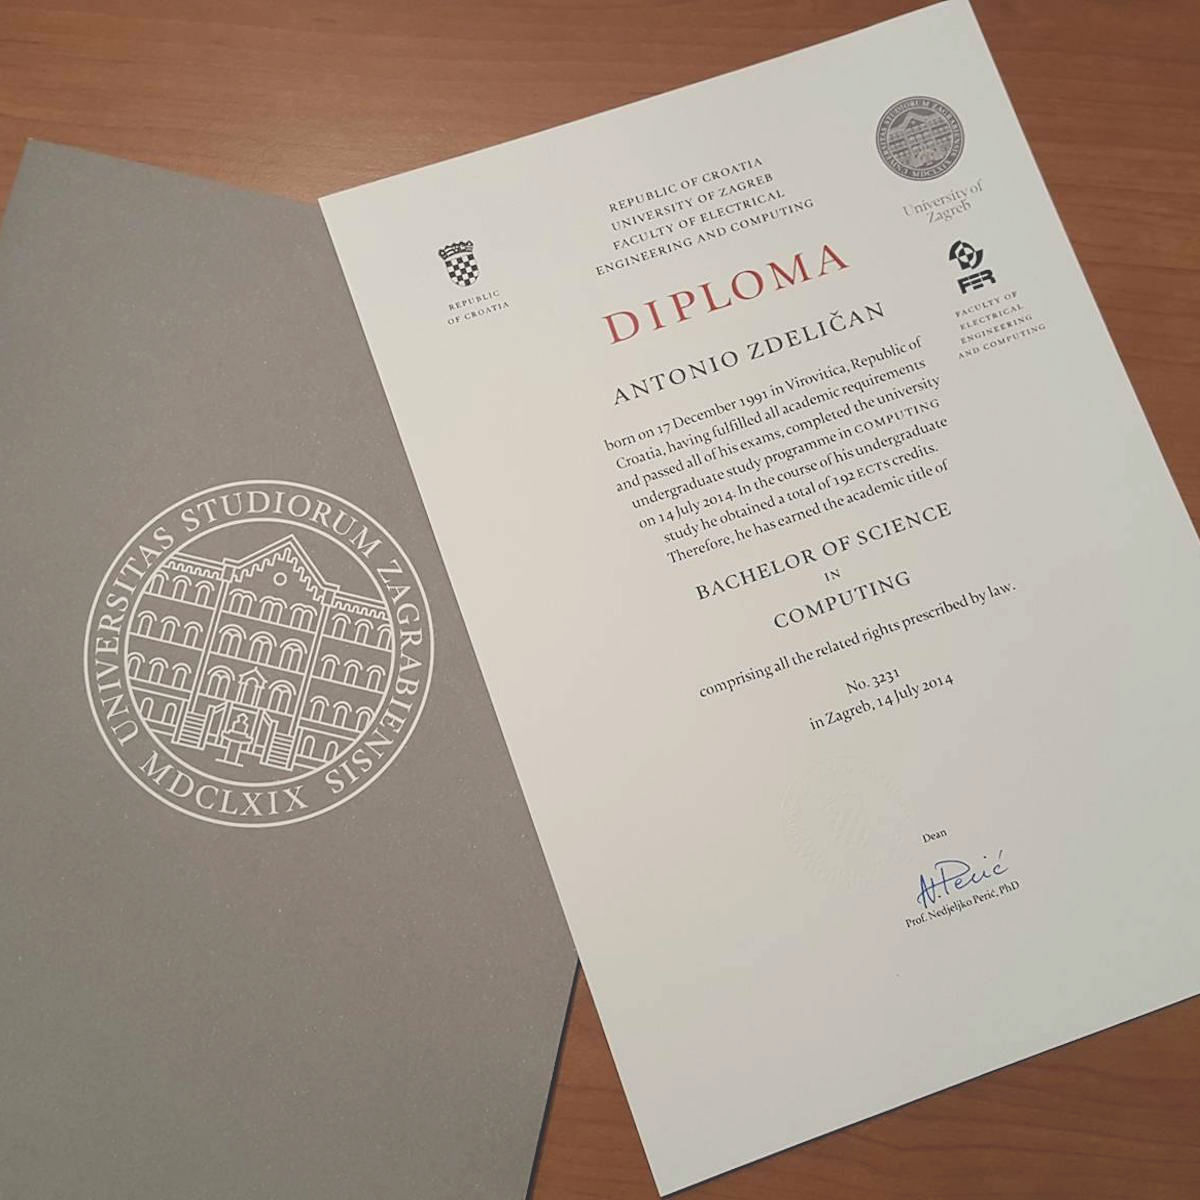 UNIVERSITAS STUDIORUM ZAGRABIENSIS
MDCLXIX
REPUBLIC
OF CROATIA
REPUBLIC OF CROATIA
UNIVERSITY OF ZAGREB
FACULTY OF ELECTRICAL
ENGINEERING AND COMPUTING
UNIVERSITAS STUDIORUM ZAGRABIENSIS MDCLXIX
University of
Zagreb
FER
FACULTY OF
ELECTRICAL
ENGINEERING
AND COMPUTING
DIPLOMA
ANTONIO ZDELIČAN
born on 17 December 1991 in Virovitica, Republic of
Croatia, having fulfilled all academic requirements
and passed all of his exams, completed the university
undergraduate study programme in COMPUTING
on 14 July 2014. In the course of his undergraduate
study he obtained a total of 192 ECTS credits.
Therefore, he has earned the academic title of
BACHELOR OF SCIENCE
IN
COMPUTING
comprising all the related rights prescribed by law.
No. 3231
in Zagreb, 14 July 2014
Dean
N. Perić
Prof. Nedjeljko Perić, PhD